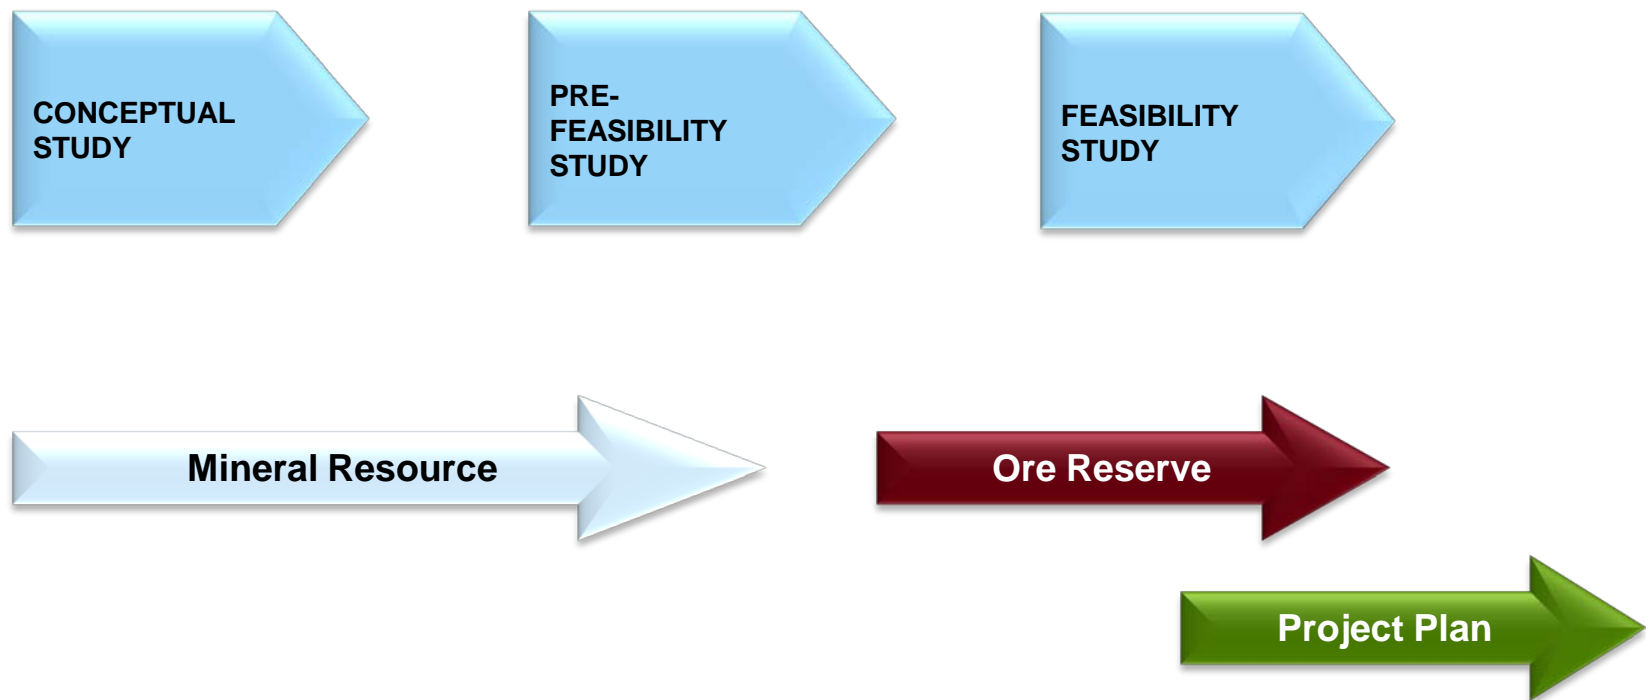 CONCEPTUAL
STUDY
PRE-
FEASIBILITY
STUDY
FEASIBILITY
STUDY
Mineral Resource
Ore Reserve
Project Plan